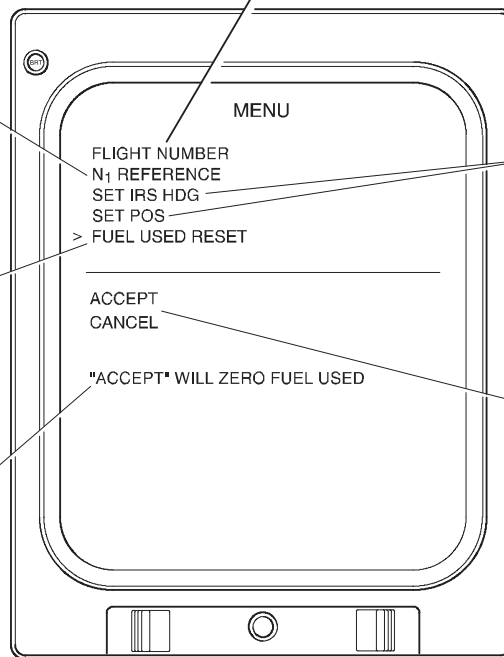 BRT
MENU
FLIGHT NUMBER
N1 REFERENCE
SET IRS HDG
SET POS
> FUEL USED RESET
ACCEPT
CANCEL
"ACCEPT" WILL ZERO FUEL USED